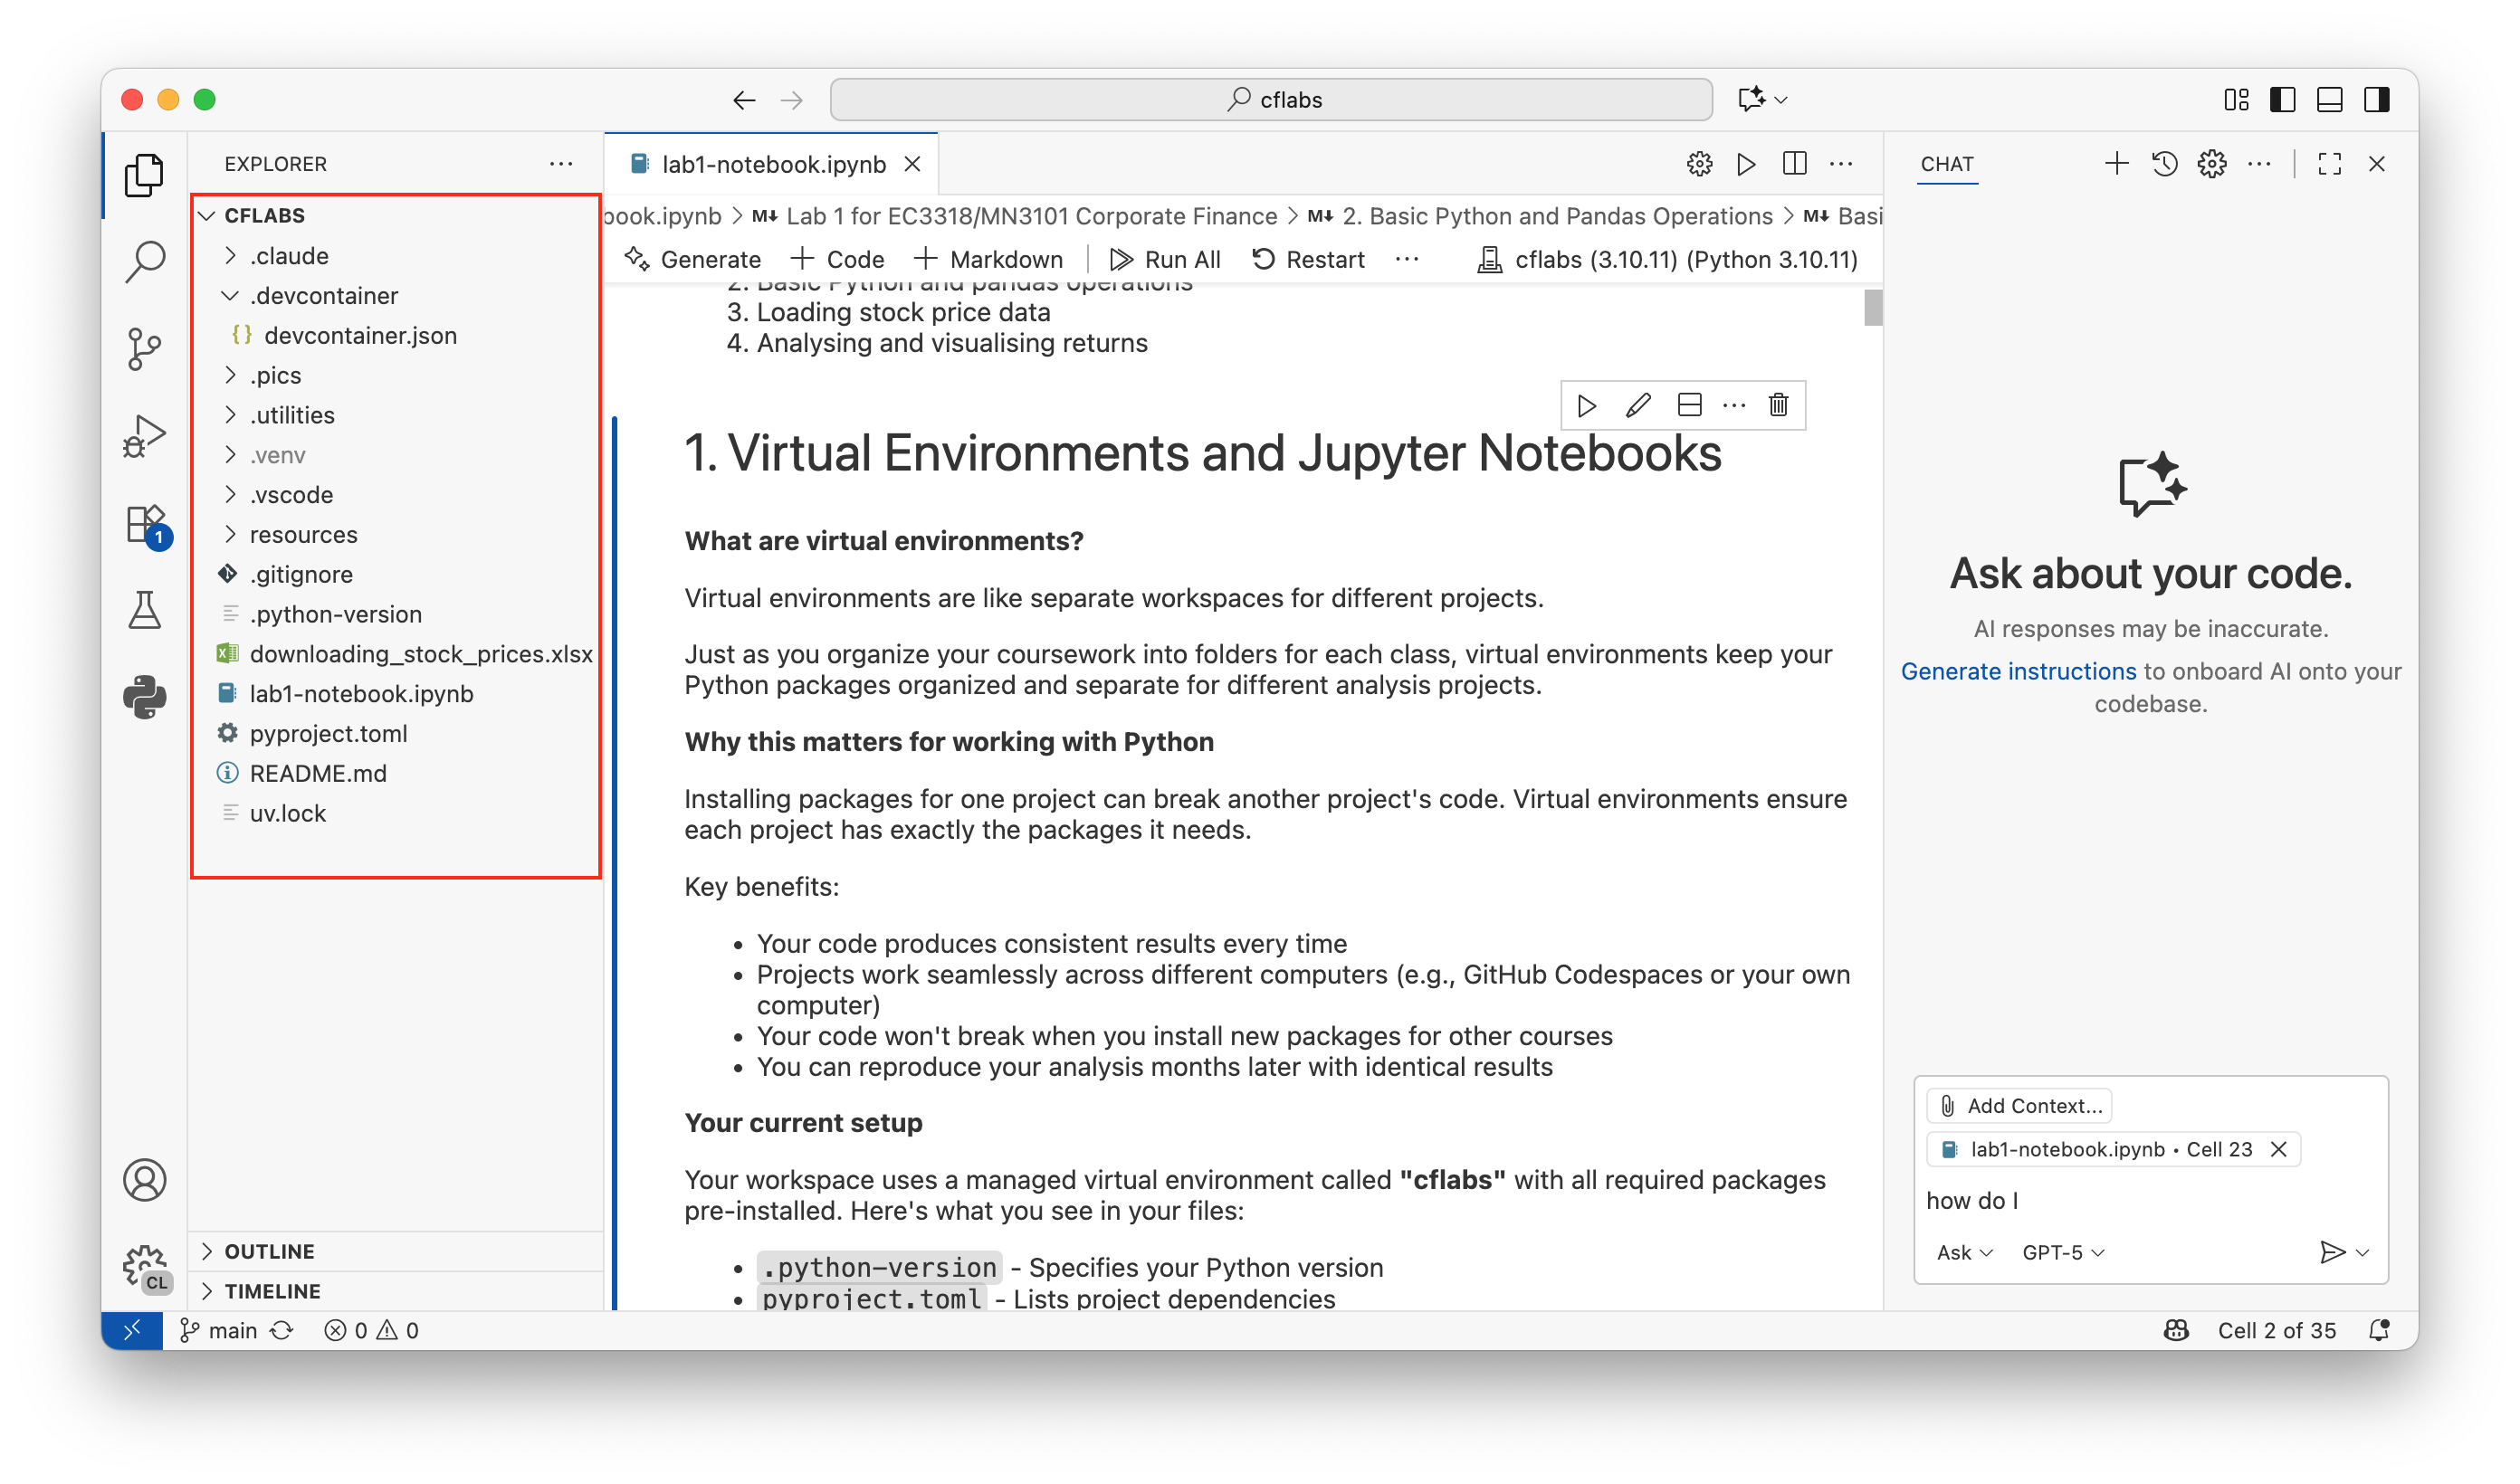 cflabs
EXPLORER
CFLABS
.claude
.devcontainer
{} devcontainer.json
.pics
.utilities
.venv
.vscode
resources
.gitignore
.python-version
downloading_stock_prices.xlsx
lab1-notebook.ipynb
pyproject.toml
README.md
uv.lock
OUTLINE
TIMELINE
1
CL
lab1-notebook.ipynb
book.ipynb > M↓ Lab 1 for EC3318/MN3101 Corporate Finance > M↓ 2. Basic Python and Pandas Operations > M↓ Basi
Generate + Code + Markdown Run All Restart ... cflabs (3.10.11) (Python 3.10.11)
2. Basic Python and pandas operations
3. Loading stock price data
4. Analysing and visualising returns
1. Virtual Environments and Jupyter Notebooks
What are virtual environments?
Virtual environments are like separate workspaces for different projects.
Just as you organize your coursework into folders for each class, virtual environments keep your
Python packages organized and separate for different analysis projects.
Why this matters for working with Python
Installing packages for one project can break another project's code. Virtual environments ensure
each project has exactly the packages it needs.
Key benefits:
• Your code produces consistent results every time
• Projects work seamlessly across different computers (e.g., GitHub Codespaces or your own
computer)
• Your code won't break when you install new packages for other courses
• You can reproduce your analysis months later with identical results
Your current setup
Your workspace uses a managed virtual environment called "cflabs" with all required packages
pre-installed. Here's what you see in your files:
• .python-version - Specifies your Python version
• pyproject.toml - Lists project dependencies
CHAT
Ask about your code.
AI responses may be inaccurate.
Generate instructions to onboard AI onto your
codebase.
Add Context...
lab1-notebook.ipynb • Cell 23
how do I
Ask GPT-5
main 0 0
Cell 2 of 35